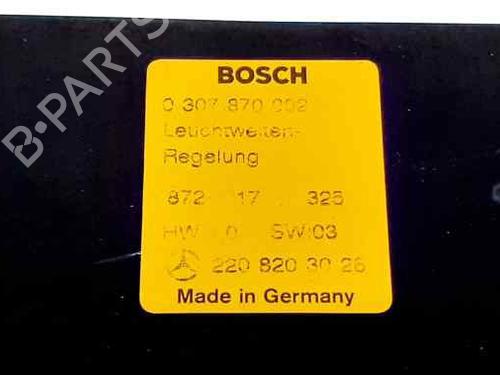 B-PARTS
BOSCH
0 307 870 002
Leuchtweiten-
Regelung
872 17 325
HW 0 SW 03
220 820 30 26
Made in Germany